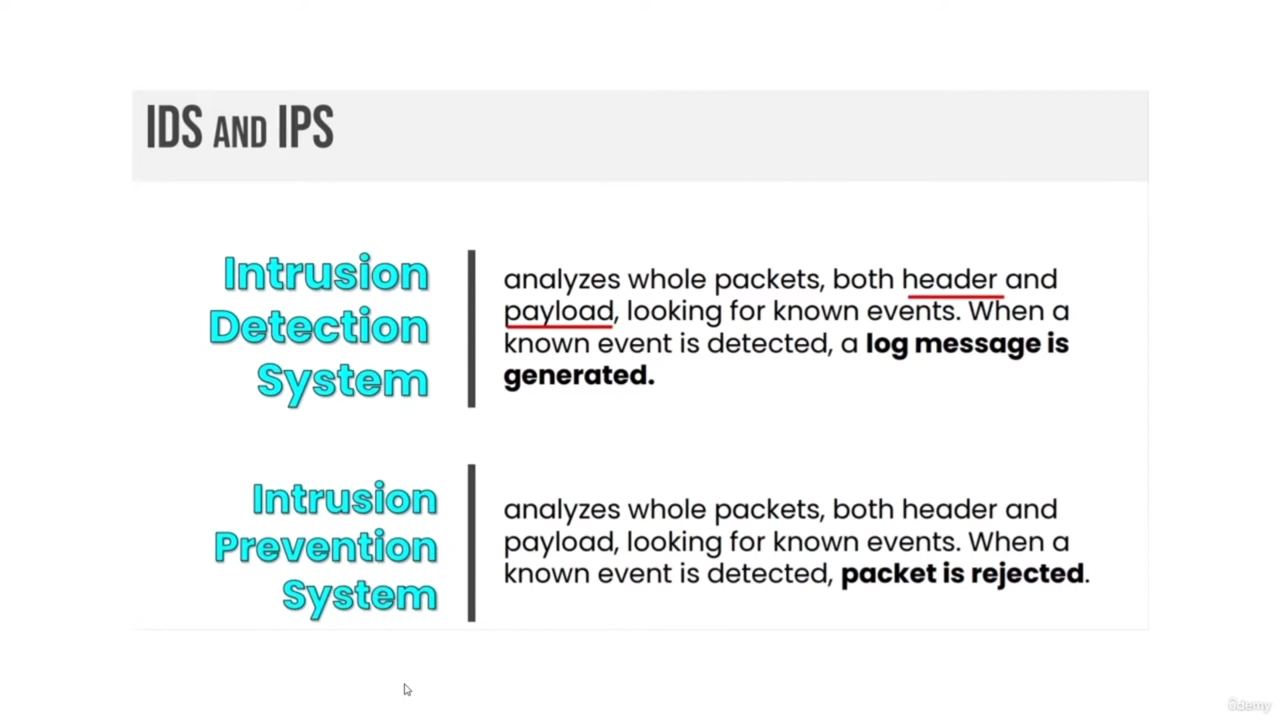 IDS AND IPS
Intrusion
Detection
System
analyzes whole packets, both header and
payload, looking for known events. When a
known event is detected, a log message is
generated.
Intrusion
Prevention
System
analyzes whole packets, both header and
payload, looking for known events. When a
known event is detected, packet is rejected.
ûdemy